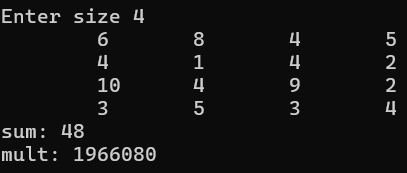 Enter size 4
6 8 4 5
4 1 4 2
10 4 9 2
3 5 3 4
sum: 48
mult: 1966080